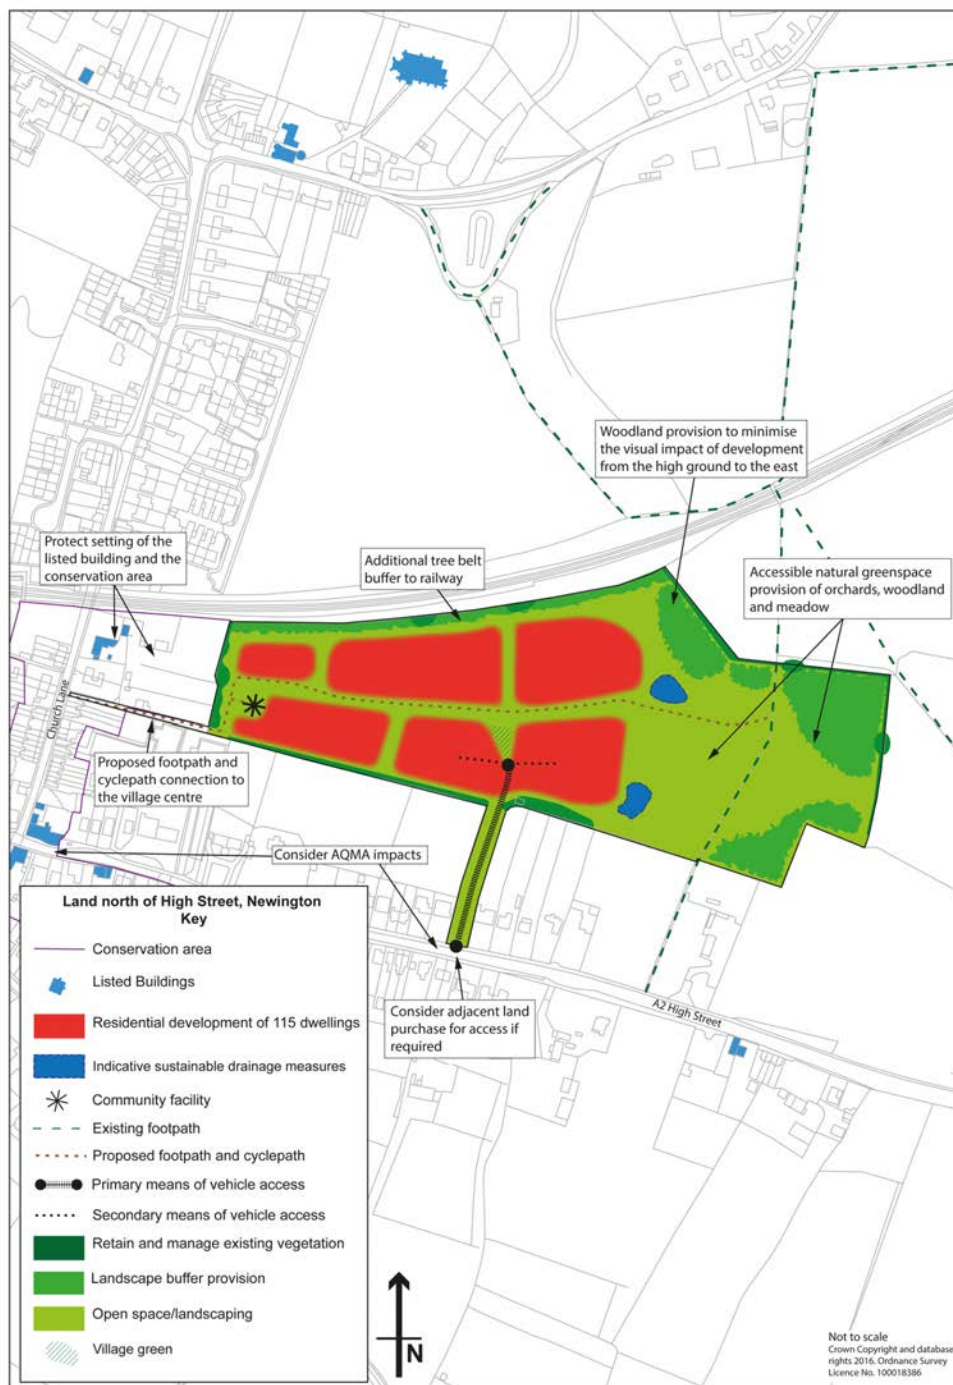 Woodland provision to minimise
the visual impact of development
from the high ground to the east
Protect setting of the
listed building and the
conservation area
Additional tree belt
buffer to railway
Accessible natural greenspace
provision of orchards, woodland
and meadow
Church Lane
Proposed footpath and
cyclepath connection to
the village centre
Consider AQMA impacts
Consider adjacent land
purchase for access if
required
A2 High Street
Land north of High Street, Newington
Key
Conservation area
Listed Buildings
Residential development of 115 dwellings
Indicative sustainable drainage measures
Community facility
Existing footpath
Proposed footpath and cyclepath
Primary means of vehicle access
Secondary means of vehicle access
Retain and manage existing vegetation
Landscape buffer provision
Open space/landscaping
Village green
N
Not to scale
Crown Copyright and database
rights 2016. Ordnance Survey
Licence No. 100018386